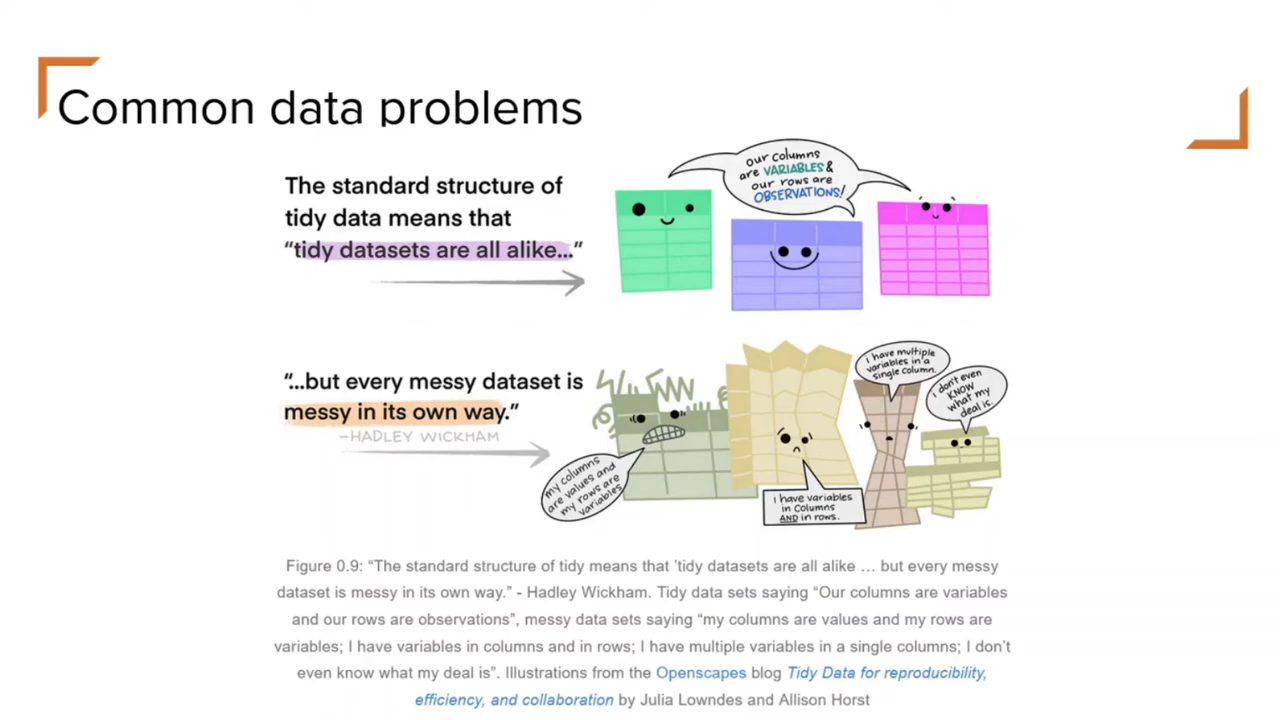 Common data problems
The standard structure of
tidy data means that
“tidy datasets are all alike...”
our columns
are VARIABLES &
our rows are
OBSERVATIONS!
“...but every messy dataset is
messy in its own way.”
–HADLEY WICKHAM
my columns
are values and
my rows are
variables
i have variables
in columns
AND in rows.
i have multiple
variables in a
single column.
i don't even
KNOW
what my
deal is.
Figure 0.9: “The standard structure of tidy means that 'tidy datasets are all alike … but every messy
dataset is messy in its own way.” - Hadley Wickham. Tidy data sets saying “Our columns are variables
and our rows are observations”, messy data sets saying “my columns are values and my rows are
variables; I have variables in columns and in rows; I have multiple variables in a single columns; I don’t
even know what my deal is”. Illustrations from the Openscapes blog Tidy Data for reproducibility,
efficiency, and collaboration by Julia Lowndes and Allison Horst